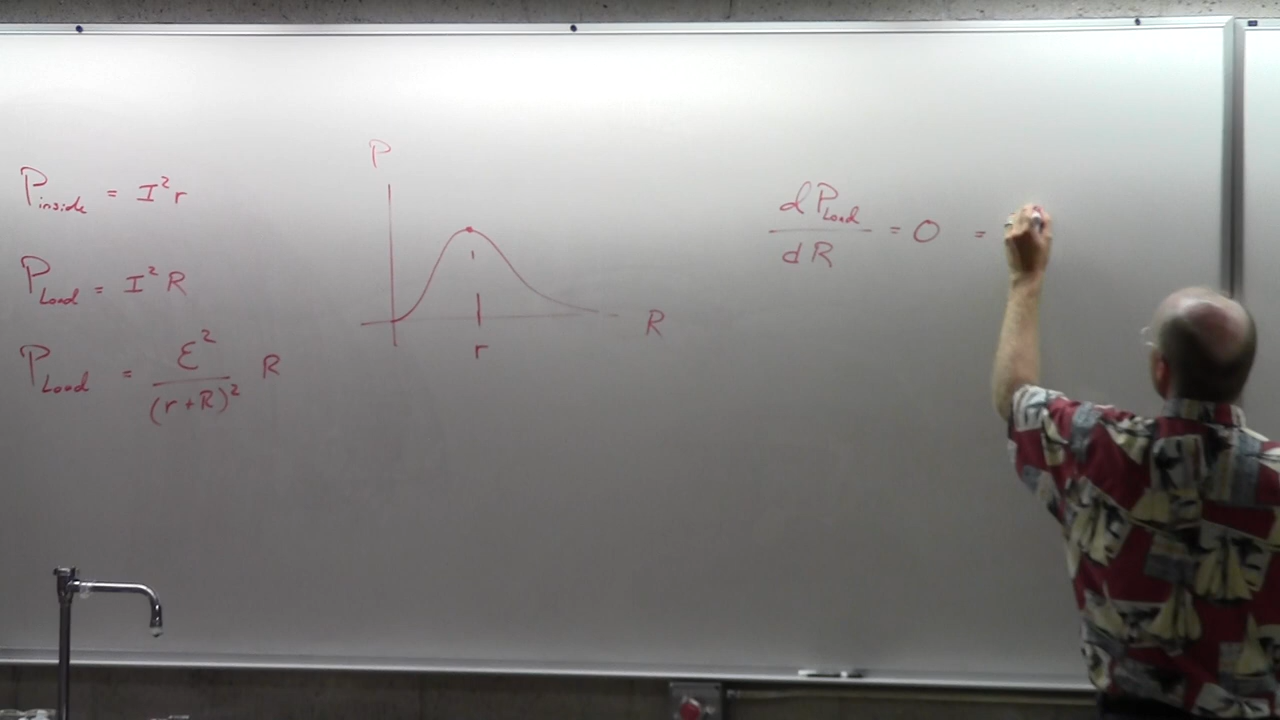 P_inside = I²r
P_Load = I²R
P_Load = ε²/(r+R)² R
P
R
r
dP_Load/dR = 0 =